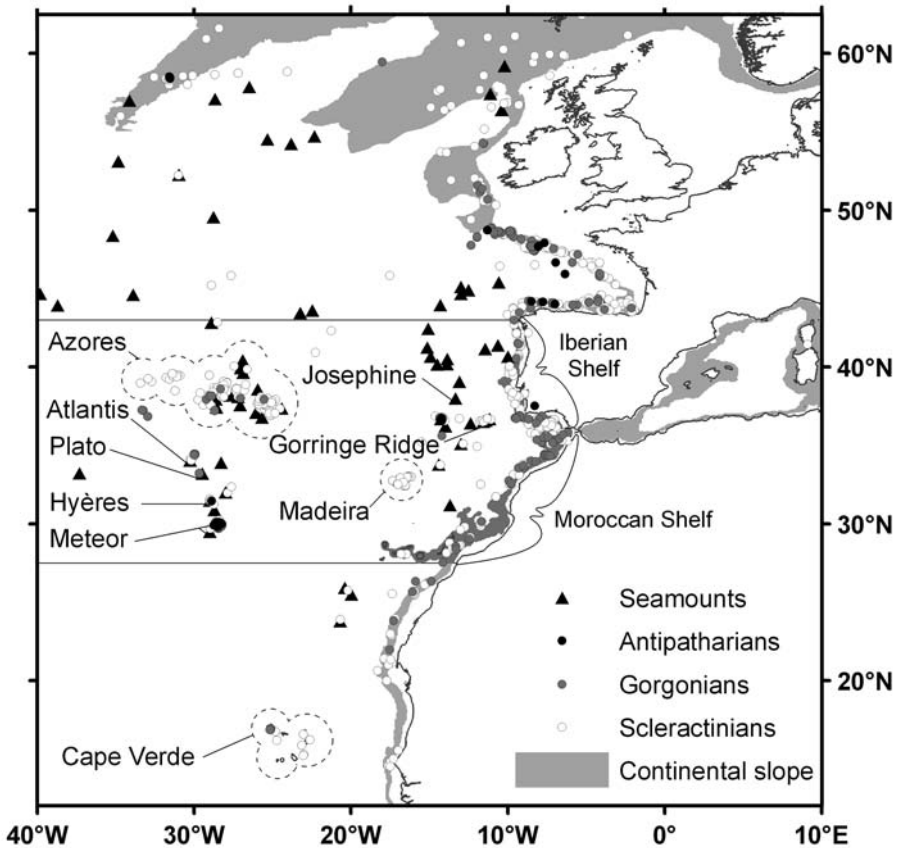 60°N
50°N
Azores
Iberian
Shelf
Josephine
40°N
Atlantis
Plato
Gorringe Ridge
Hyères
Madeira
Moroccan Shelf
Meteor
30°N
Seamounts
Antipatharians
Gorgonians
20°N
Scleractinians
Cape Verde
Continental slope
40°W 30°W 20°W 10°W 0° 10°E